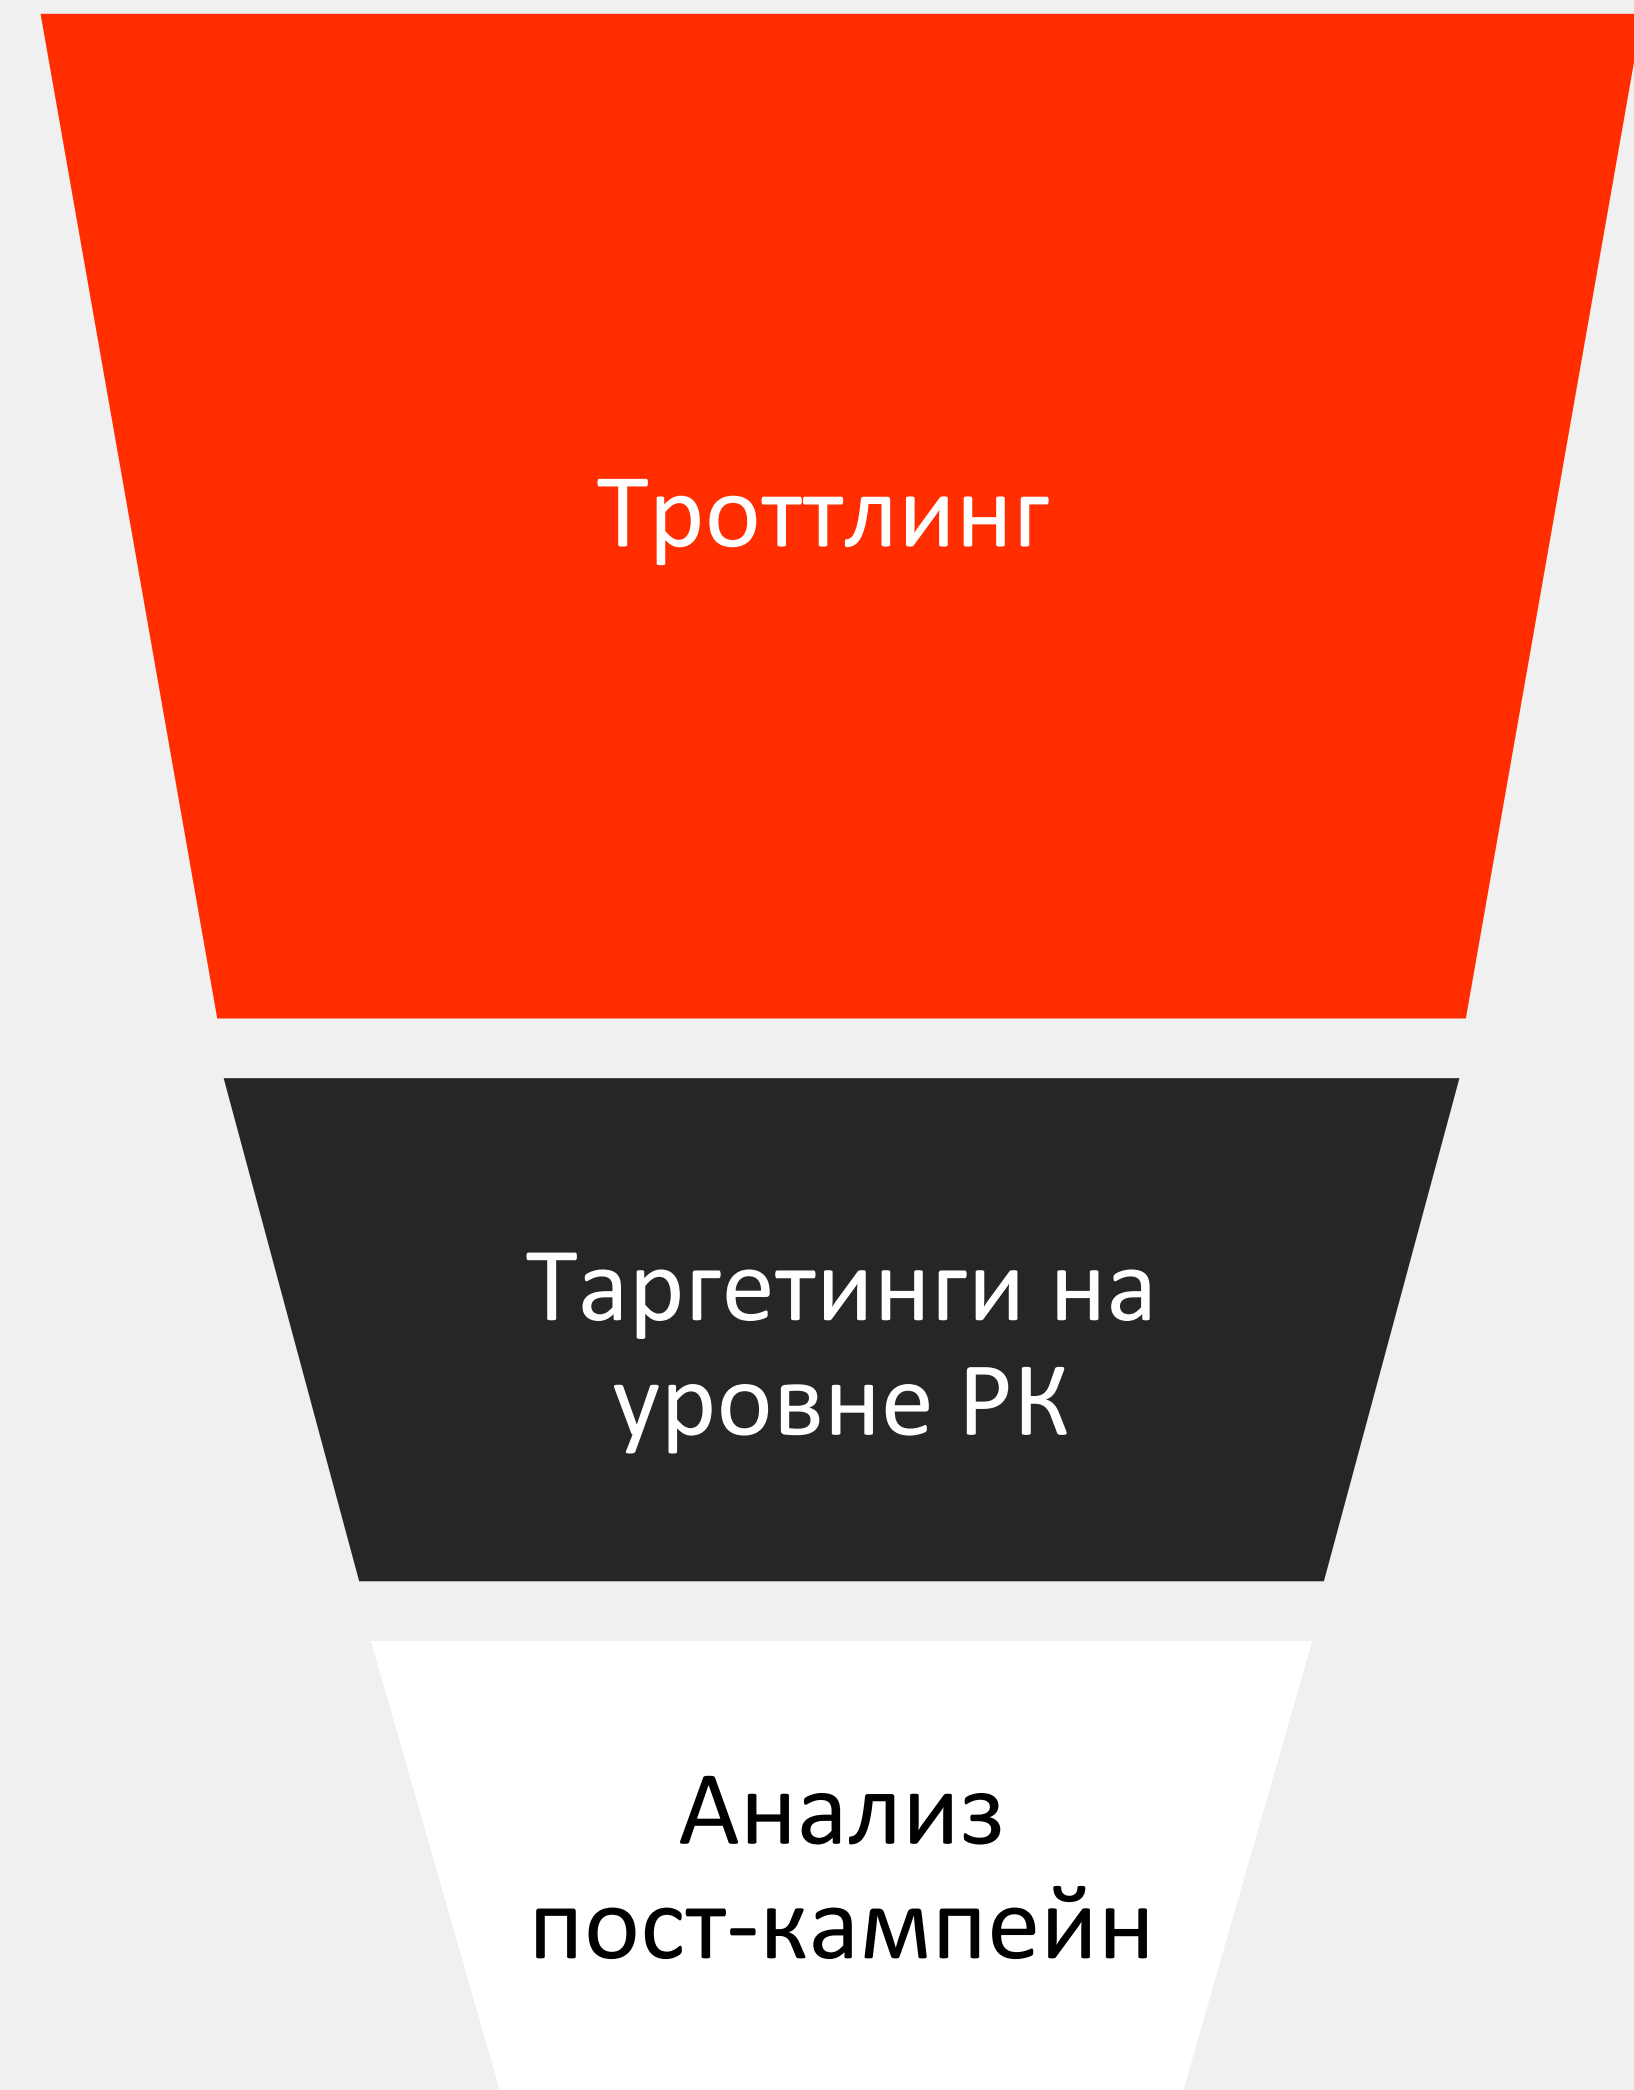 Троттлинг
Таргетинги на
уровне РК
Анализ
пост-кампейн